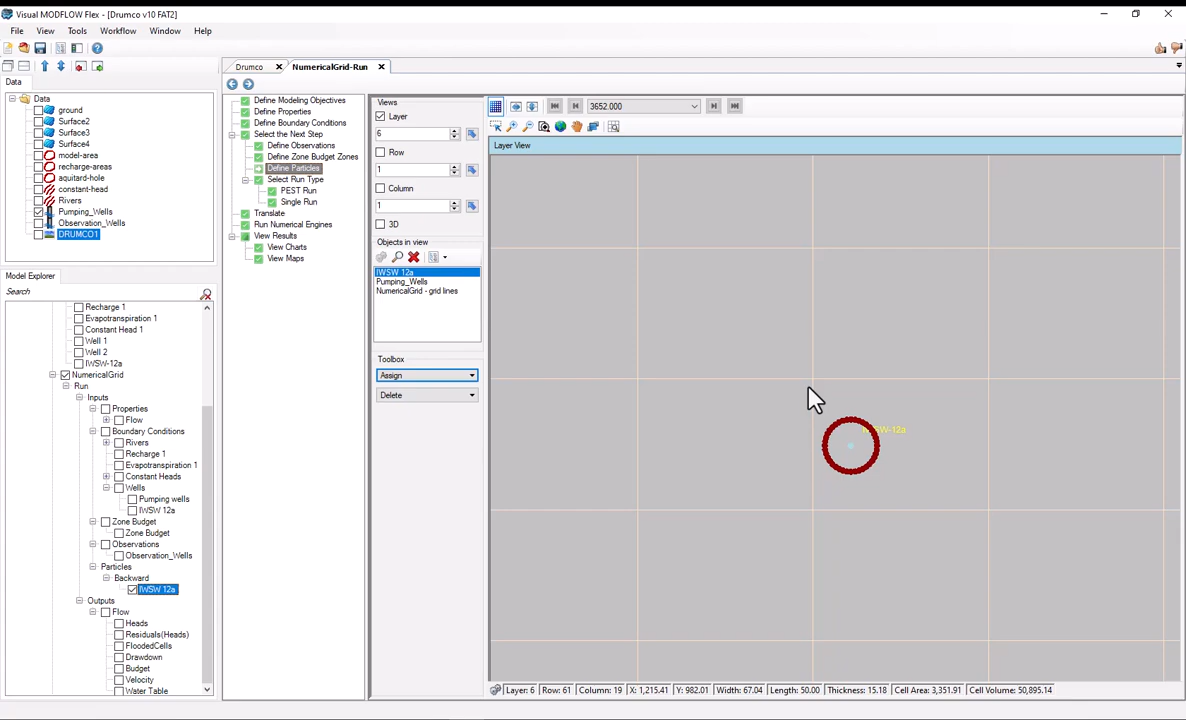 Visual MODFLOW Flex - [Drumco v10 FAT2]
File View Tools Workflow Window Help
Data
Data
ground
Surface2
Surface3
Surface4
model-area
recharge-areas
aquitard-hole
constant-head
Rivers
Pumping_Wells
Observation_Wells
DRUMCO1
Model Explorer
Search
Recharge 1
Evapotranspiration 1
Constant Head 1
Well 1
Well 2
IWSW-12a
NumericalGrid
Run
Inputs
Properties
Flow
Boundary Conditions
Rivers
Recharge 1
Evapotranspiration 1
Constant Heads
Wells
Pumping wells
IWSW 12a
Zone Budget
Zone Budget
Observations
Observation_Wells
Particles
Backward
IWSW 12a
Outputs
Flow
Heads
Residuals(Heads)
FloodedCells
Drawdown
Budget
Velocity
Water Table
Drumco
NumericalGrid-Run
Define Modeling Objectives
Define Properties
Define Boundary Conditions
Select the Next Step
Define Observations
Define Zone Budget Zones
Define Particles
Select Run Type
PEST Run
Single Run
Translate
Run Numerical Engines
View Results
View Charts
View Maps
Views
Layer
6
Row
1
Column
1
3D
Objects in view
IWSW 12a
Pumping_Wells
NumericalGrid - grid lines
Toolbox
Assign
Delete
3652.000
Layer View
SW-12a
Layer: 6 Row: 61 Column: 19 X: 1,215.41 Y: 982.01 Width: 67.04 Length: 50.00 Thickness: 15.18 Cell Area: 3,351.91 Cell Volume: 50,895.14